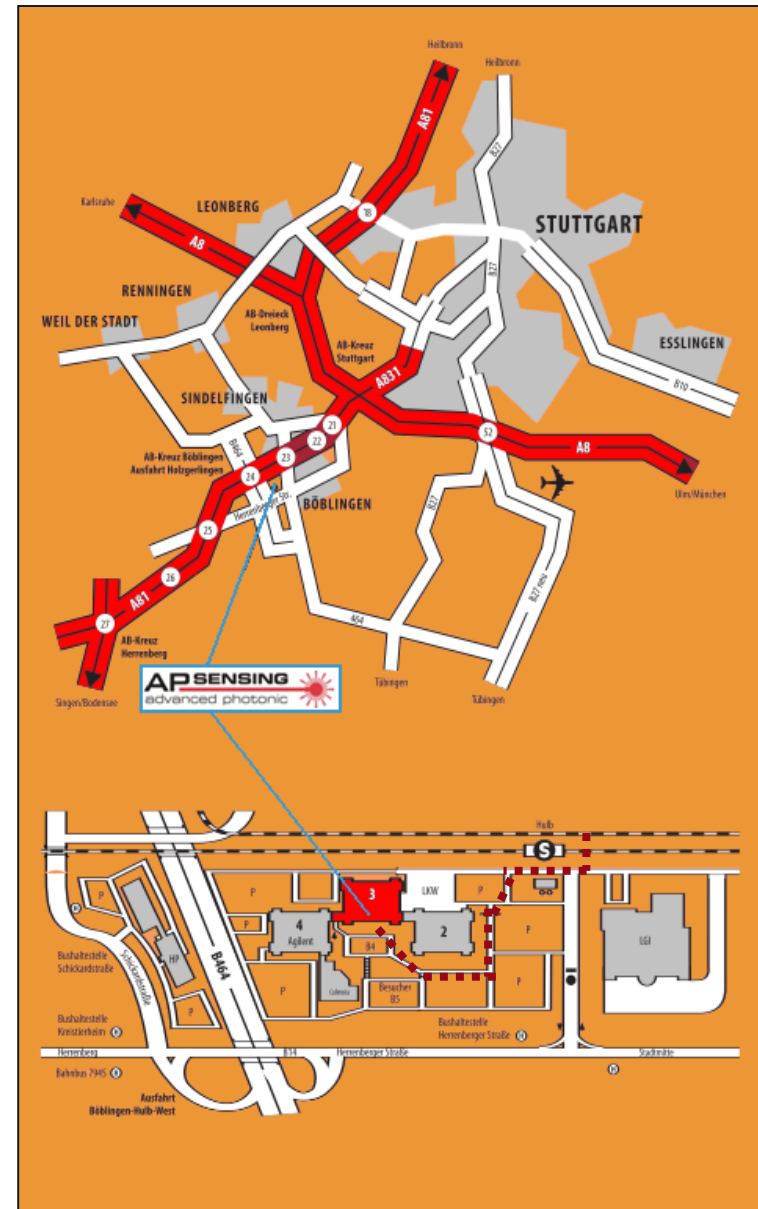 Heilbronn
Heilbronn
A81
B27
Karlsruhe
LEONBERG
18
STUTTGART
A8
B27
RENNINGEN
AB-Dreieck
Leonberg
WEIL DER STADT
AB-Kreuz
Stuttgart
ESSLINGEN
A831
B10
SINDELFINGEN
21
52
A8
22
AB-Kreuz Böblingen
Ausfahrt Holzgerlingen
B464
23
24
Ulm/München
Herrenberger Str.
BÖBLINGEN
B27
25
26
B27 neu
A81
464
27
AB-Kreuz
Herrenberg
AP SENSING
advanced photonic
Tübingen
Tübingen
Singen/Bodensee
Hulb
S
P
3
LKW
P
P
H
4
Agilent
2
P
P
LGI
Bushaltestelle
Schickardstraße
HP
Schickardstraße
B4
B464
P
Cafeteria
Besucher
B5
P
P
Bushaltestelle
Kreistierheim H
Bushaltestelle
Herrenberger Straße H
Herrenberg
B14
Herrenberger Straße
Stadtmitte
Bahnbus 7945 H
H
Ausfahrt
Böblingen-Hulb-West